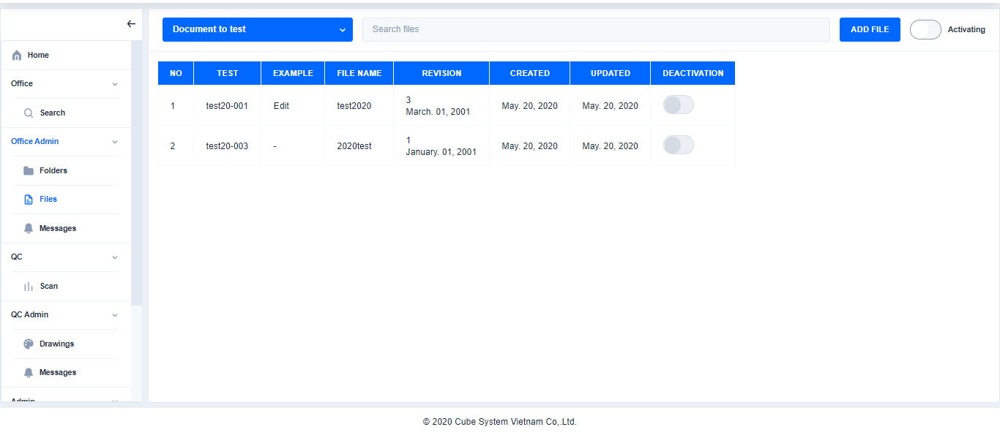 Document to test
Search files
ADD FILE
Activating
Home
Office
Search
Office Admin
Folders
Files
Messages
QC
Scan
QC Admin
Drawings
Messages
Admin
NO TEST EXAMPLE FILE NAME REVISION CREATED UPDATED DEACTIVATION
1 test20-001 Edit test2020 3 May. 20, 2020 May. 20, 2020
March. 01, 2001
2 test20-003 - 2020test 1 May. 20, 2020 May. 20, 2020
January. 01, 2001
© 2020 Cube System Vietnam Co,.Ltd.